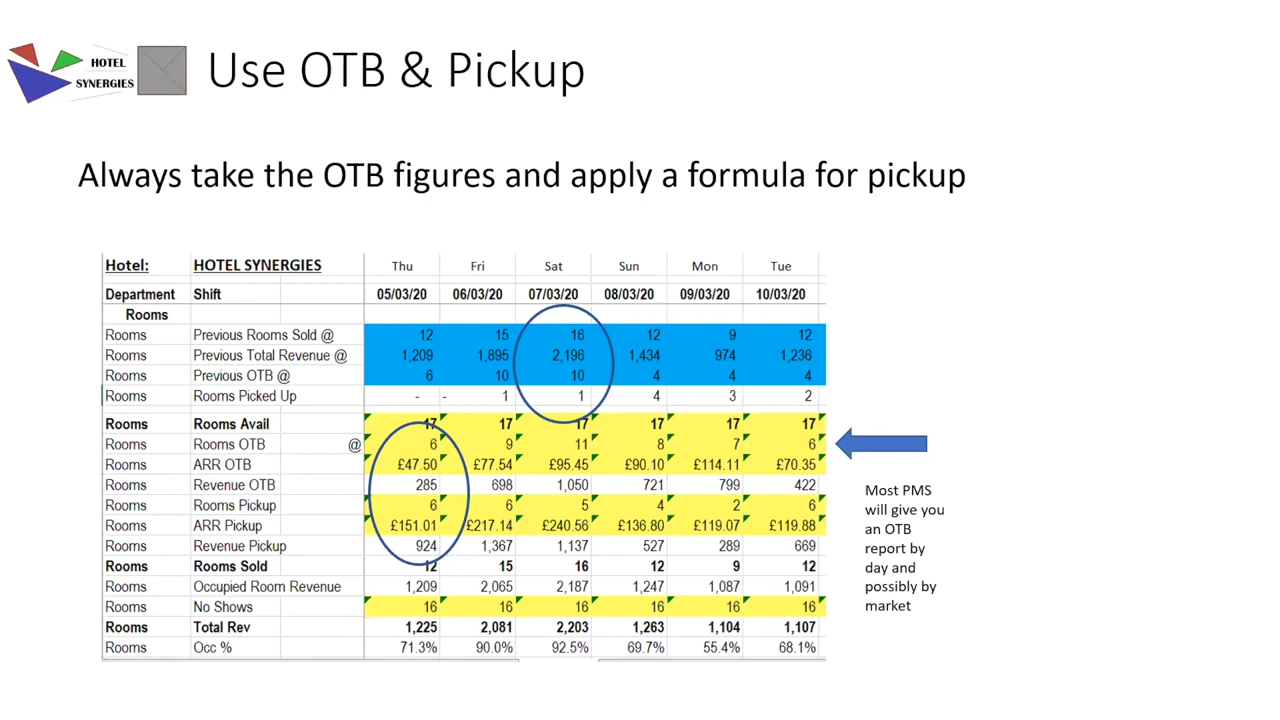 HOTEL
SYNERGIES
Use OTB & Pickup
Always take the OTB figures and apply a formula for pickup
Hotel: HOTEL SYNERGIES Thu Fri Sat Sun Mon Tue
Department Shift 05/03/20 06/03/20 07/03/20 08/03/20 09/03/20 10/03/20
Rooms
Rooms Previous Rooms Sold @ 12 15 16 12 9 12
Rooms Previous Total Revenue @ 1,209 1,895 2,196 1,434 974 1,236
Rooms Previous OTB @ 6 10 10 4 4 4
Rooms Rooms Picked Up - - 1 1 4 3 2
Rooms Rooms Avail 17 17 17 17 17 17
Rooms Rooms OTB @ 6 9 11 8 7 6
Rooms ARR OTB £47.50 £77.54 £95.45 £90.10 £114.11 £70.35
Rooms Revenue OTB 285 698 1,050 721 799 422
Rooms Rooms Pickup 6 6 5 4 2 6
Rooms ARR Pickup £151.01 £217.14 £240.56 £136.80 £119.07 £119.88
Rooms Revenue Pickup 924 1,367 1,137 527 289 669
Rooms Rooms Sold 12 15 16 12 9 12
Rooms Occupied Room Revenue 1,209 2,065 2,187 1,247 1,087 1,091
Rooms No Shows 16 16 16 16 16 16
Rooms Total Rev 1,225 2,081 2,203 1,263 1,104 1,107
Rooms Occ % 71.3% 90.0% 92.5% 69.7% 55.4% 68.1%
Most PMS
will give you
an OTB
report by
day and
possibly by
market